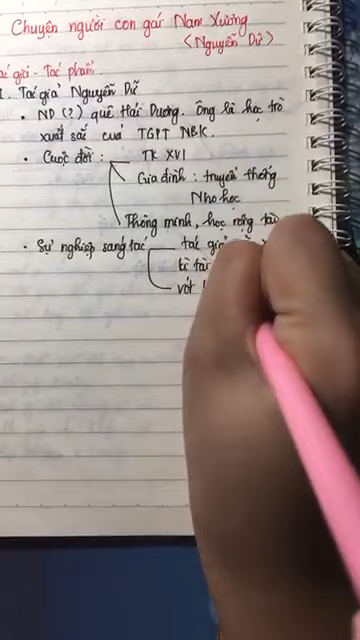 Chuyện người con gái Nam Xương
(Nguyễn Dữ)
Tác giả - Tác phẩm
1. Tác giả Nguyễn Dữ
• ND (?) quê Hải Dương. Ông là học trò
xuất sắc của TGPT NBK.
• Cuộc đời : TK XVI
Gia đình : truyền thống
Nho học
Thông minh, học rộng tài
• Sự nghiệp sáng tác tác giả
kì tài
với